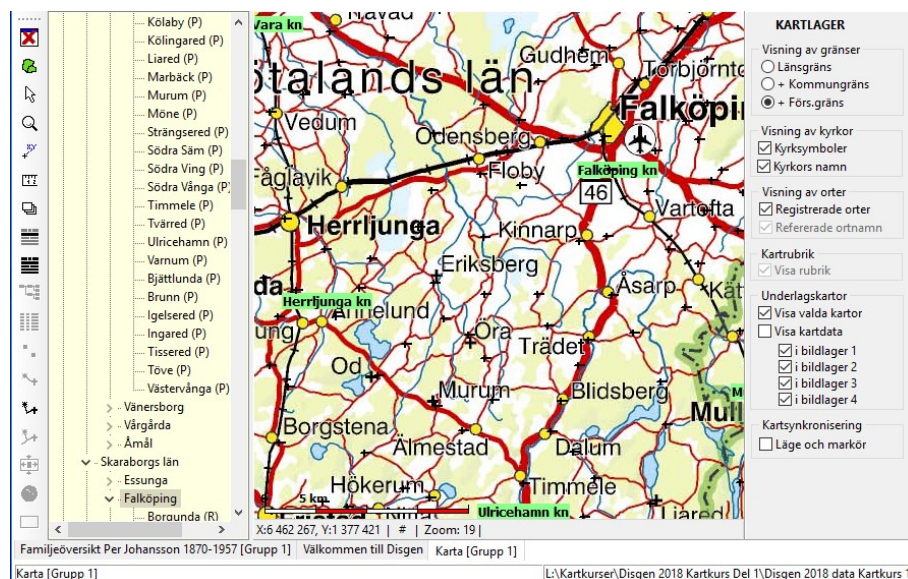 Kölaby (P)
Kölingared (P)
Liared (P)
Marbäck (P)
Murum (P)
Möne (P)
Strängsered (P)
Södra Säm (P)
Södra Ving (P)
Södra Vånga (P)
Timmele (P)
Tvärred (P)
Ulricehamn (P)
Varnum (P)
Bjättlunda (P)
Brunn (P)
Igelsered (P)
Ingared (P)
Tissered (P)
Töve (P)
Västervånga (P)
Vänersborg
Vårgårda
Åmål
Skaraborgs län
Essunga
Falköping
Borgunda (R)
Vara kn
Gudhem
Torbjörnto
ötalands län
Falköpin
Vedum
Odensberg
Floby
Falköping kn
46
Fåglavik
Vartofta
Herrljunga
Kinnarp
Eriksberg
da
Herrljunga kn
Annelund
Åsarp
Kätt
ung
Öra
Trädet
Od
Murum
Blidsberg
Mull
Borgstena
Älmestad
Dalum
Hökerum
Timmele
5 km
Ulricehamn kn
Liared
X:6 462 267, Y:1 377 421 | # | Zoom: 19 |
KARTLAGER
Visning av gränser
Länsgräns
+ Kommungräns
+ Förs.gräns
Visning av kyrkor
Kyrksymboler
Kyrkors namn
Visning av orter
Registrerade orter
Refererade ortnamn
Kartrubrik
Visa rubrik
Underlagskartor
Visa valda kartor
Visa kartdata
i bildlager 1
i bildlager 2
i bildlager 3
i bildlager 4
Kartsynkronisering
Läge och markör
Familjeöversikt Per Johansson 1870-1957 [Grupp 1] Välkommen till Disgen Karta [Grupp 1]
Karta [Grupp 1] L:\Kartkurser\Disgen 2018 Kartkurs Del 1\Disgen 2018 data Kartkurs 1